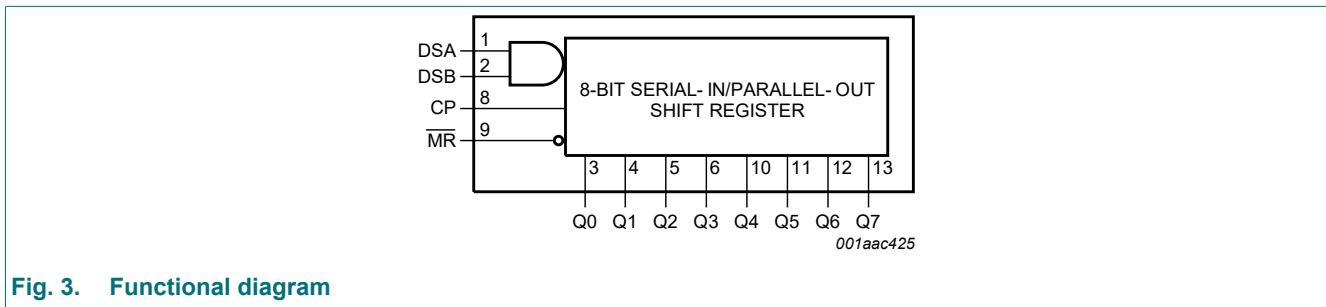 DSA 1
DSB 2
8-BIT SERIAL- IN/PARALLEL- OUT
CP 8
SHIFT REGISTER
M̅R̅ 9
3 4 5 6 10 11 12 13
Q0 Q1 Q2 Q3 Q4 Q5 Q6 Q7
001aac425
Fig. 3. Functional diagram